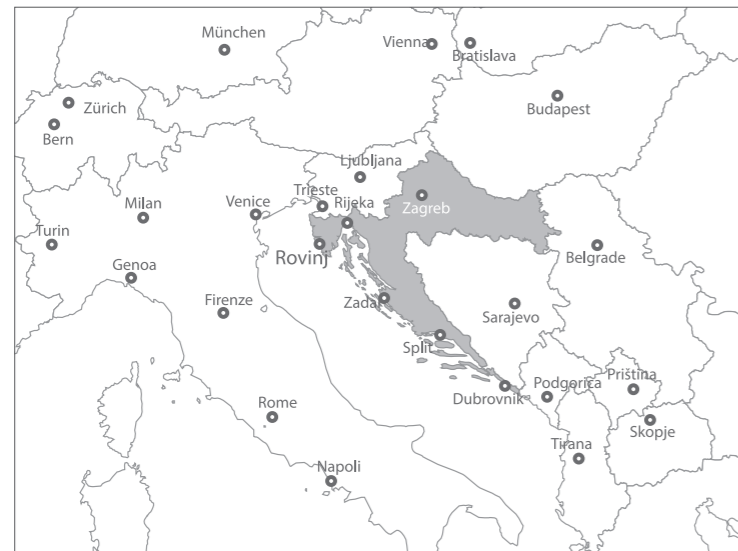 München
Vienna
Bratislava
Zürich
Budapest
Bern
Ljubljana
Trieste
Rijeka
Zagreb
Milan
Venice
Turin
Rovinj
Belgrade
Genoa
Firenze
Zadar
Sarajevo
Split
Dubrovnik
Podgorica
Priština
Rome
Skopje
Tirana
Napoli